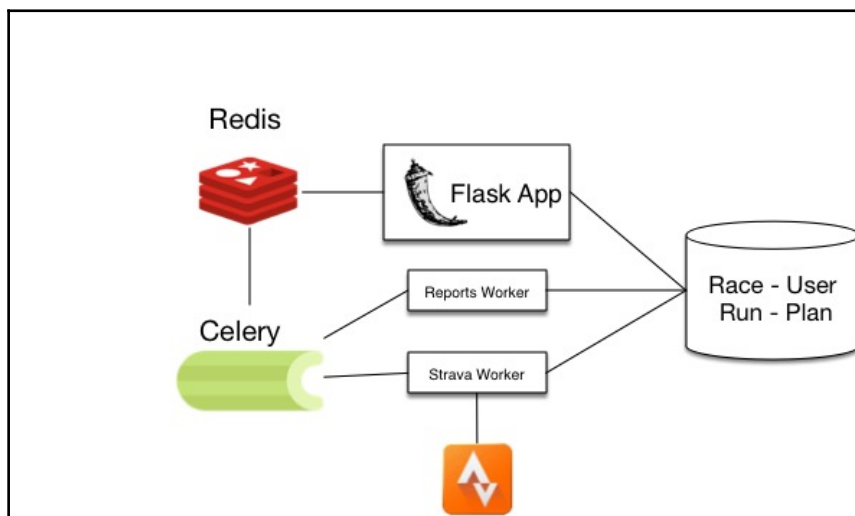 Redis
Flask App
Reports Worker
Race - User
Run - Plan
Celery
Strava Worker